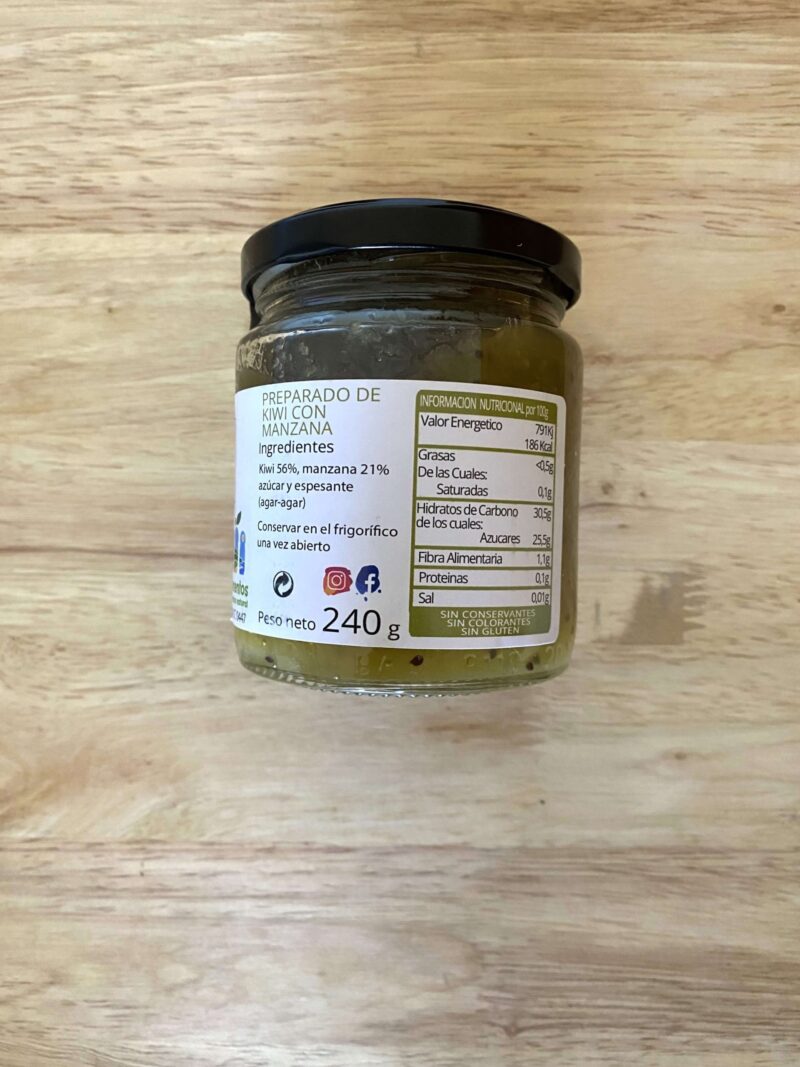 PREPARADO DE
KIWI CON
MANZANA
Ingredientes
Kiwi 56%, manzana 21%
azúcar y espesante
(agar-agar)
Conservar en el frigorífico
una vez abierto
Peso neto 240 g
INFORMACION NUTRICIONAL por 100g
Valor Energetico 791Kj
186 Kcal
Grasas <0,5g
De las Cuales:
Saturadas 0,1g
Hidratos de Carbono 30,5g
de los cuales:
Azucares 25,5g
Fibra Alimentaria 1,1g
Proteinas 0,1g
Sal 0,01g
SIN CONSERVANTES
SIN COLORANTES
SIN GLUTEN